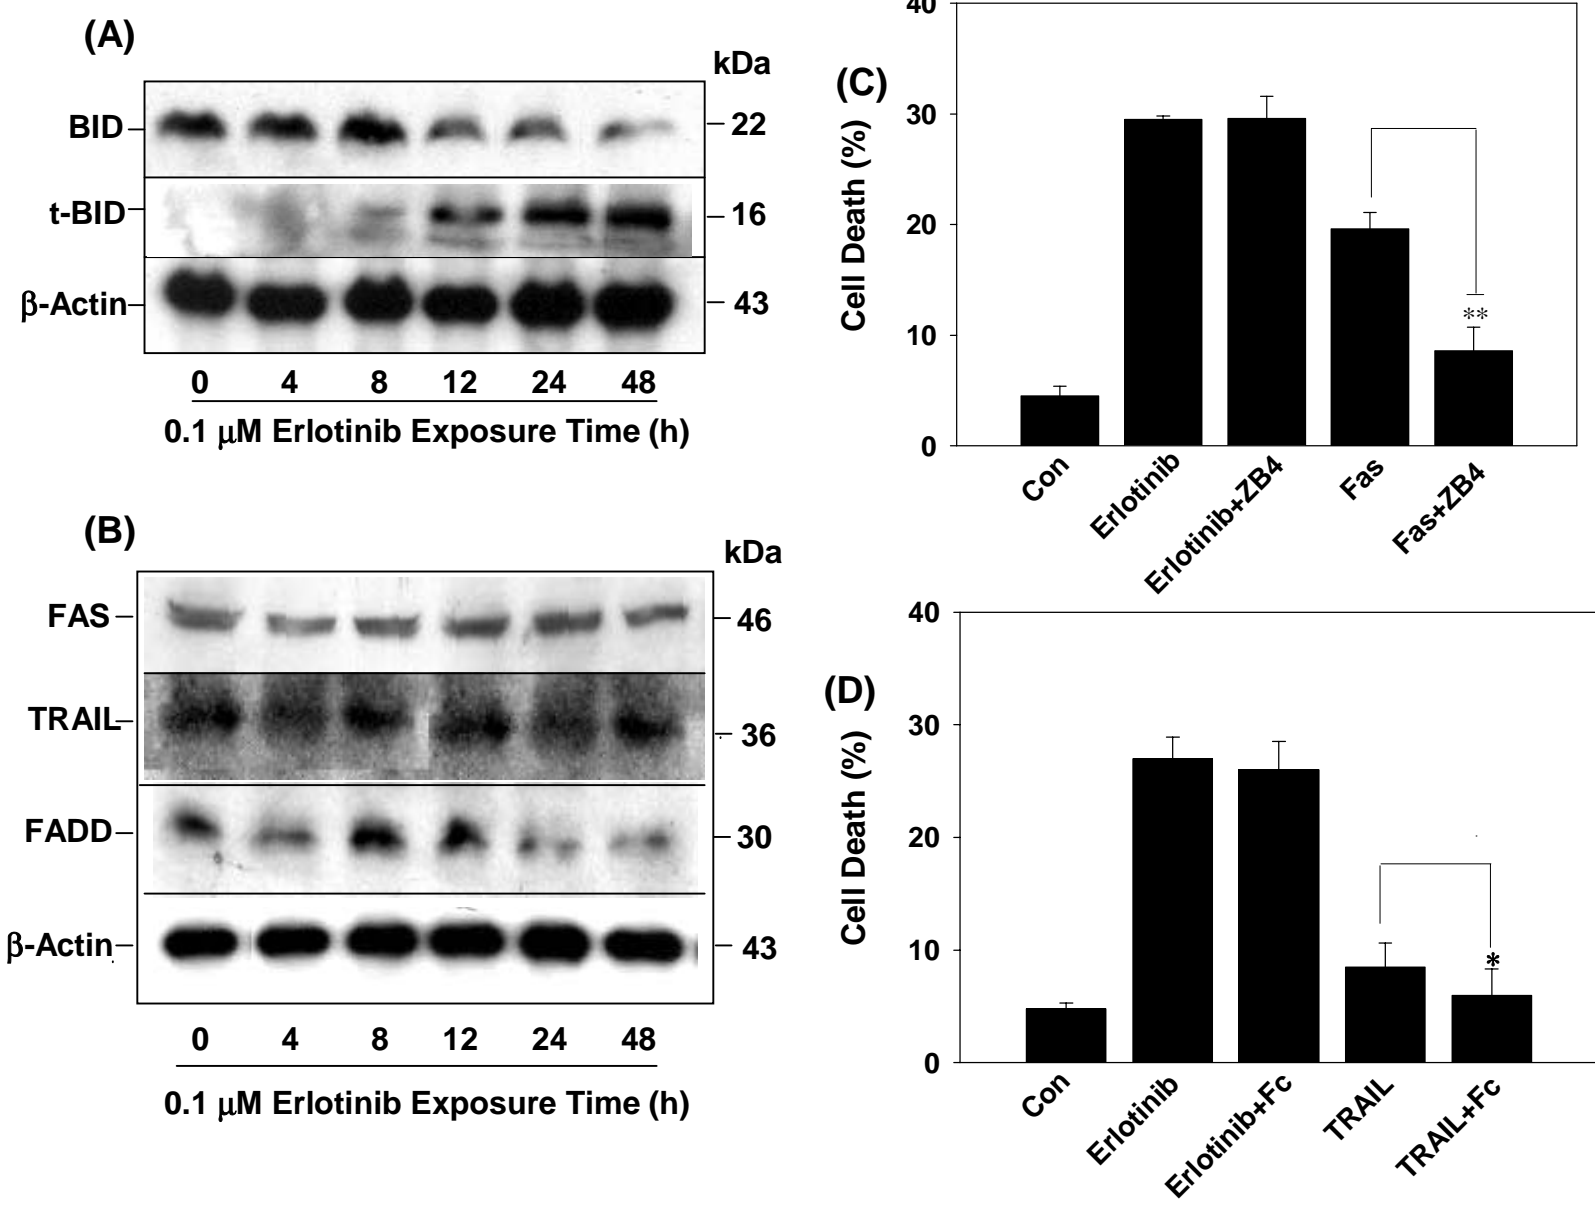 (A)
kDa
BID
22
t-BID
16
β-Actin
43
0 4 8 12 24 48
0.1 μM Erlotinib Exposure Time (h)
(B)
kDa
FAS
46
TRAIL
36
FADD
30
β-Actin
43
0 4 8 12 24 48
0.1 μM Erlotinib Exposure Time (h)
(C)
Cell Death (%)
40
30
20
10
0
**
Con
Erlotinib
Erlotinib+ZB4
Fas
Fas+ZB4
(D)
Cell Death (%)
40
30
20
10
0
*
Con
Erlotinib
Erlotinib+Fc
TRAIL
TRAIL+Fc